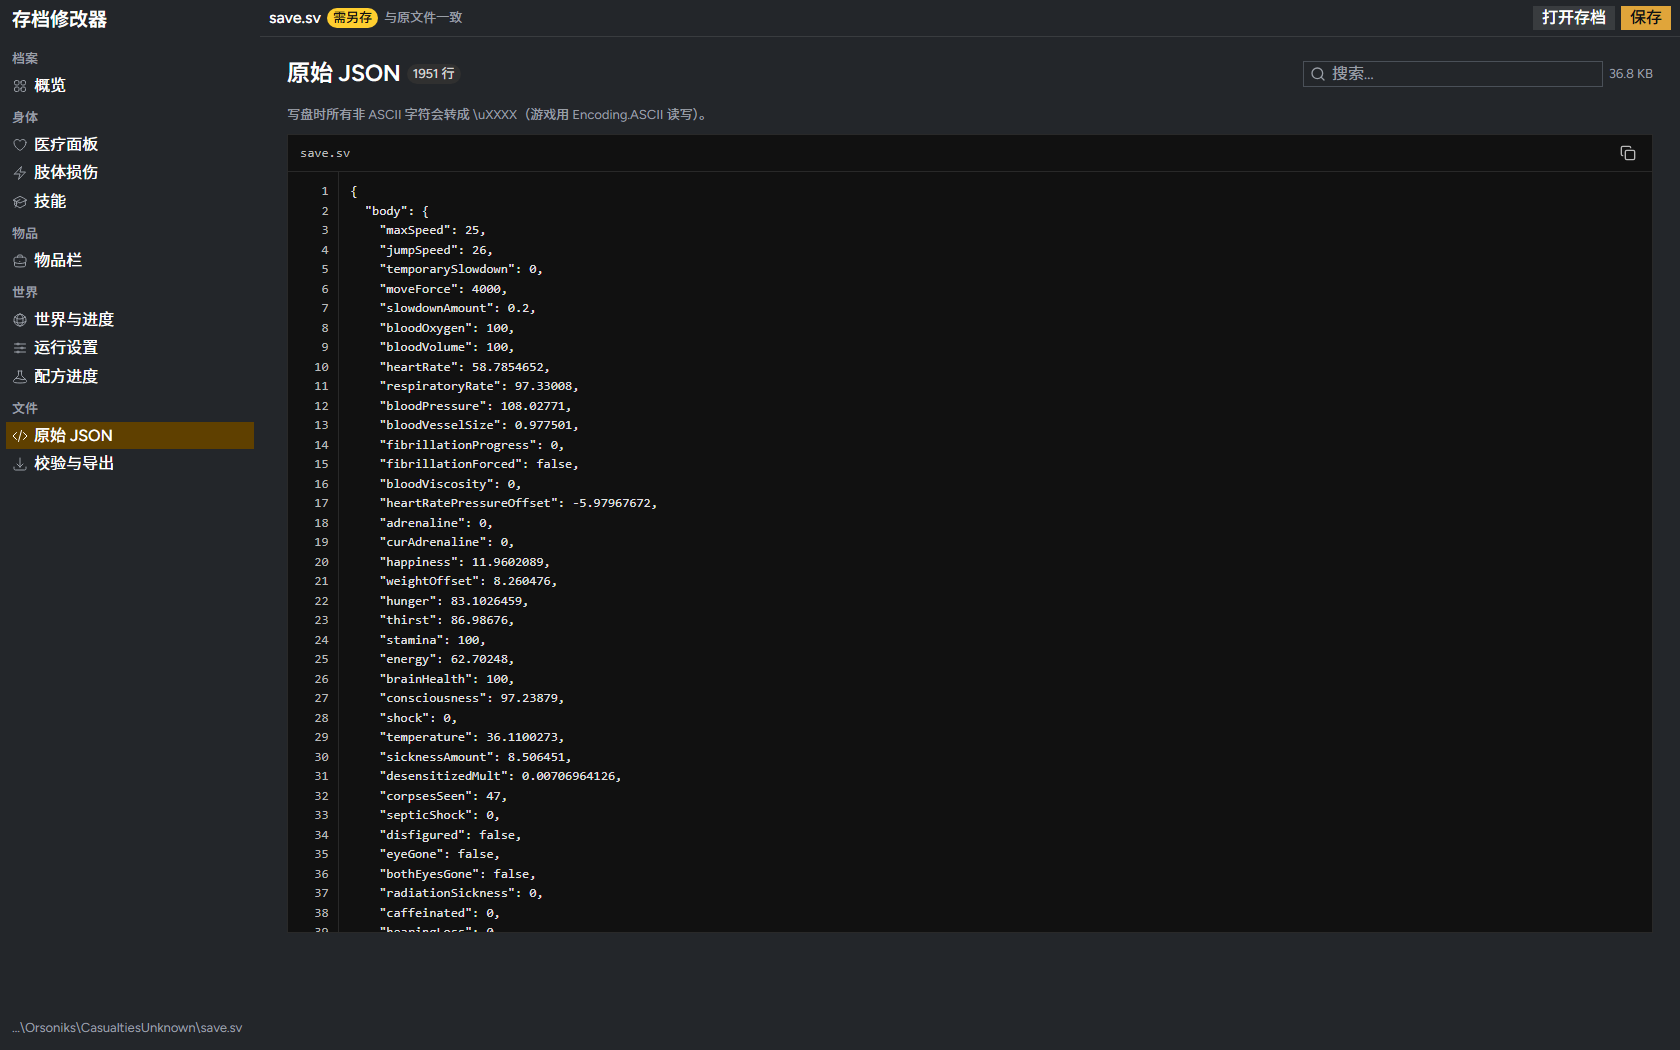 存档修改器
档案
概览
身体
医疗面板
肢体损伤
技能
物品
物品栏
世界
世界与进度
运行设置
配方进度
文件
原始 JSON
校验与导出
...\Orsoniks\CasualtiesUnknown\save.sv
save.sv 需另存 与原文件一致
打开存档 保存
原始 JSON 1951 行
搜索... 36.8 KB
写盘时所有非 ASCII 字符会转成 \uXXXX（游戏用 Encoding.ASCII 读写）。
save.sv
1 {
2 "body": {
3 "maxSpeed": 25,
4 "jumpSpeed": 26,
5 "temporarySlowdown": 0,
6 "moveForce": 4000,
7 "slowdownAmount": 0.2,
8 "bloodOxygen": 100,
9 "bloodVolume": 100,
10 "heartRate": 58.7854652,
11 "respiratoryRate": 97.33008,
12 "bloodPressure": 108.02771,
13 "bloodVesselSize": 0.977501,
14 "fibrillationProgress": 0,
15 "fibrillationForced": false,
16 "bloodViscosity": 0,
17 "heartRatePressureOffset": -5.97967672,
18 "adrenaline": 0,
19 "curAdrenaline": 0,
20 "happiness": 11.9602089,
21 "weightOffset": 8.260476,
22 "hunger": 83.1026459,
23 "thirst": 86.98676,
24 "stamina": 100,
25 "energy": 62.70248,
26 "brainHealth": 100,
27 "consciousness": 97.23879,
28 "shock": 0,
29 "temperature": 36.1100273,
30 "sicknessAmount": 8.506451,
31 "desensitizedMult": 0.00706964126,
32 "corpsesSeen": 47,
33 "septicShock": 0,
34 "disfigured": false,
35 "eyeGone": false,
36 "bothEyesGone": false,
37 "radiationSickness": 0,
38 "caffeinated": 0,
39 "hearingLoss": 0